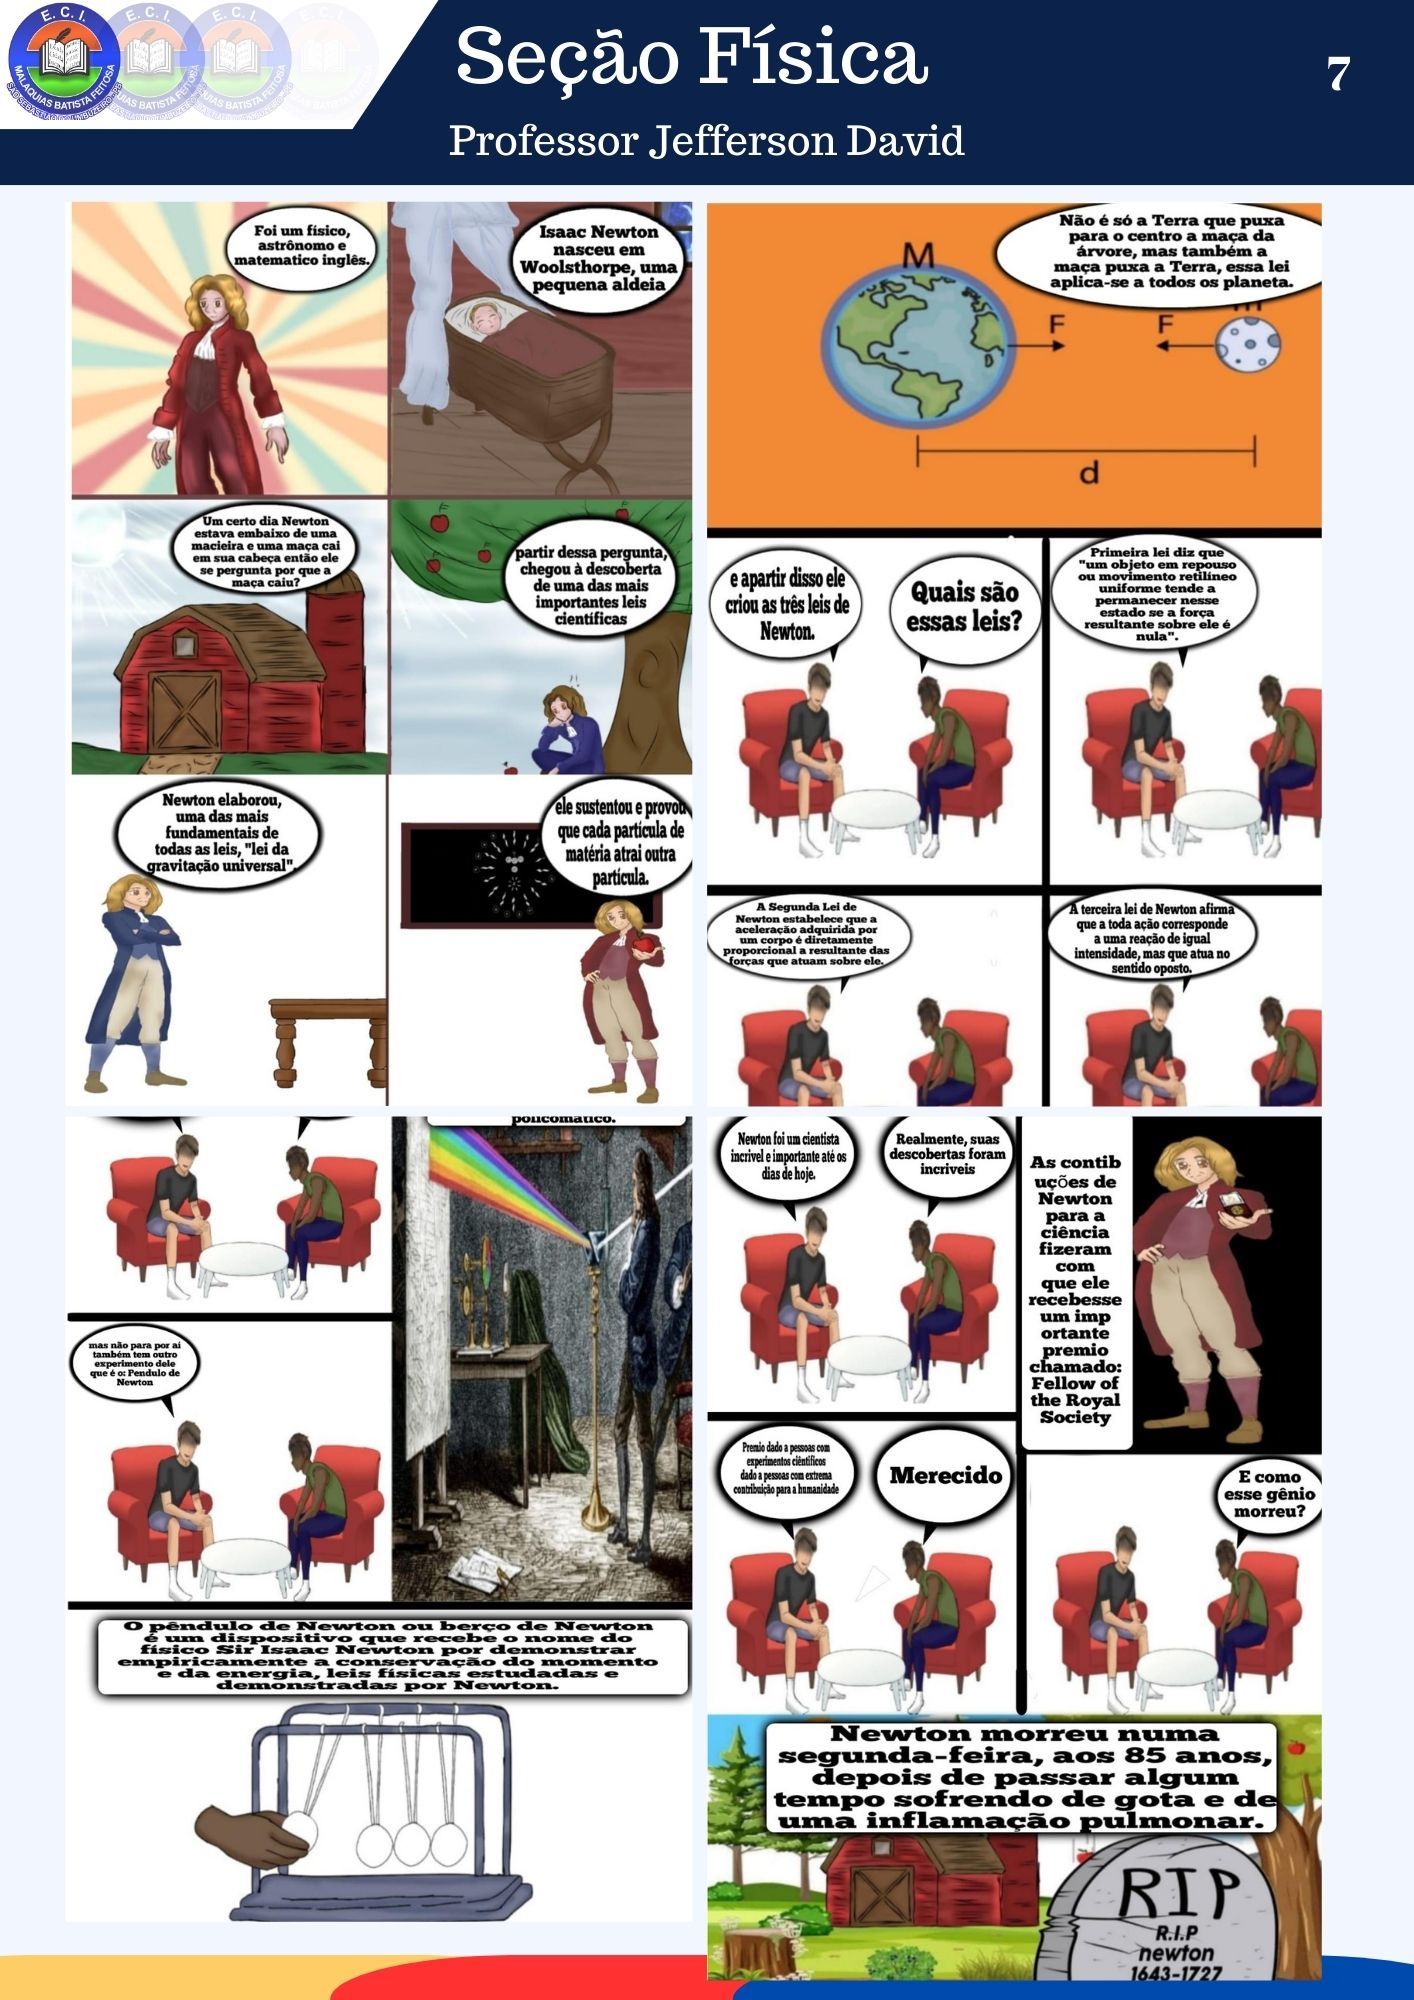 E. C. I.
MALAQUIAS BATISTA FEITOSA
Seção Física
7
Professor Jefferson David
Foi um físico,
astrônomo e
matematico inglês.
Isaac Newton
nasceu em
Woolsthorpe, uma
pequena aldeia
Um certo dia Newton
estava embaixo de uma
macieira e uma maça cai
em sua cabeça então ele
se pergunta por que a
maça caiu?
partir dessa pergunta,
chegou à descoberta
de uma das mais
importantes leis
científicas
Newton elaborou,
uma das mais
fundamentais de
todas as leis, "lei da
gravitação universal".
ele sustentou e provou
que cada partícula de
matéria atrai outra
partícula.
Não é só a Terra que puxa
para o centro a maça da
árvore, mas também a
maça puxa a Terra, essa lei
aplica-se a todos os planeta.
M
m
F
F
d
e apartir disso ele
criou as três leis de
Newton.
Quais são
essas leis?
Primeira lei diz que
"um objeto em repouso
ou movimento retilíneo
uniforme tende a
permanecer nesse
estado se a força
resultante sobre ele é
nula".
A Segunda Lei de
Newton estabelece que a
aceleração adquirida por
um corpo é diretamente
proporcional a resultante das
forças que atuam sobre ele.
A terceira lei de Newton afirma
que a toda ação corresponde
a uma reação de igual
intensidade, mas que atua no
sentido oposto.
policomático.
mas não para por aí
também tem outro
experimento dele
que é o: Pendulo de
Newton
O pêndulo de Newton ou berço de Newton
é um dispositivo que recebe o nome do
físico Sir Isaac Newton por demonstrar
empiricamente a conservação do momento
e da energia, leis físicas estudadas e
demonstradas por Newton.
Newton foi um cientista
incrivel e importante até os
dias de hoje.
Realmente, suas
descobertas foram
incriveis
As contib
uções de
Newton
para a
ciência
fizeram
com
que ele
recebesse
um imp
ortante
premio
chamado:
Fellow of
the Royal
Society
Premio dado a pessoas com
experimentos ciêntificos
dado a pessoas com extrema
contribuição para a humanidade
Merecido
E como
esse gênio
morreu?
Newton morreu numa
segunda-feira, aos 85 anos,
depois de passar algum
tempo sofrendo de gota e de
uma inflamação pulmonar.
RIP
R.I.P
newton
1643-1727